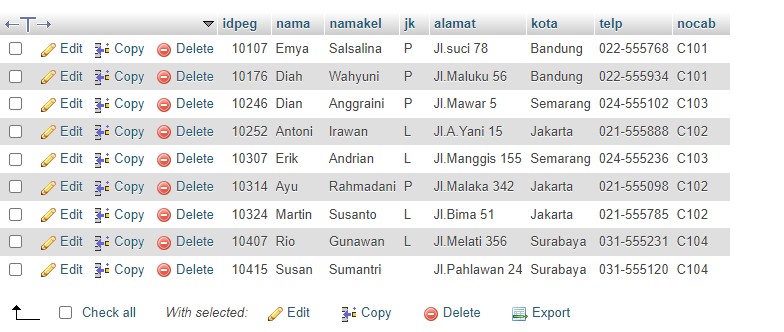 idpeg nama namakel jk alamat kota telp nocab
Edit Copy Delete 10107 Emya Salsalina P Jl.suci 78 Bandung 022-555768 C101
Edit Copy Delete 10176 Diah Wahyuni P Jl.Maluku 56 Bandung 022-555934 C101
Edit Copy Delete 10246 Dian Anggraini P Jl.Mawar 5 Semarang 024-555102 C103
Edit Copy Delete 10252 Antoni Irawan L Jl.A.Yani 15 Jakarta 021-555888 C102
Edit Copy Delete 10307 Erik Andrian L Jl.Manggis 155 Semarang 024-555236 C103
Edit Copy Delete 10314 Ayu Rahmadani P Jl.Malaka 342 Jakarta 021-555098 C102
Edit Copy Delete 10324 Martin Susanto L Jl.Bima 51 Jakarta 021-555785 C102
Edit Copy Delete 10407 Rio Gunawan L Jl.Melati 356 Surabaya 031-555231 C104
Edit Copy Delete 10415 Susan Sumantri Jl.Pahlawan 24 Surabaya 031-555120 C104
Check all With selected: Edit Copy Delete Export